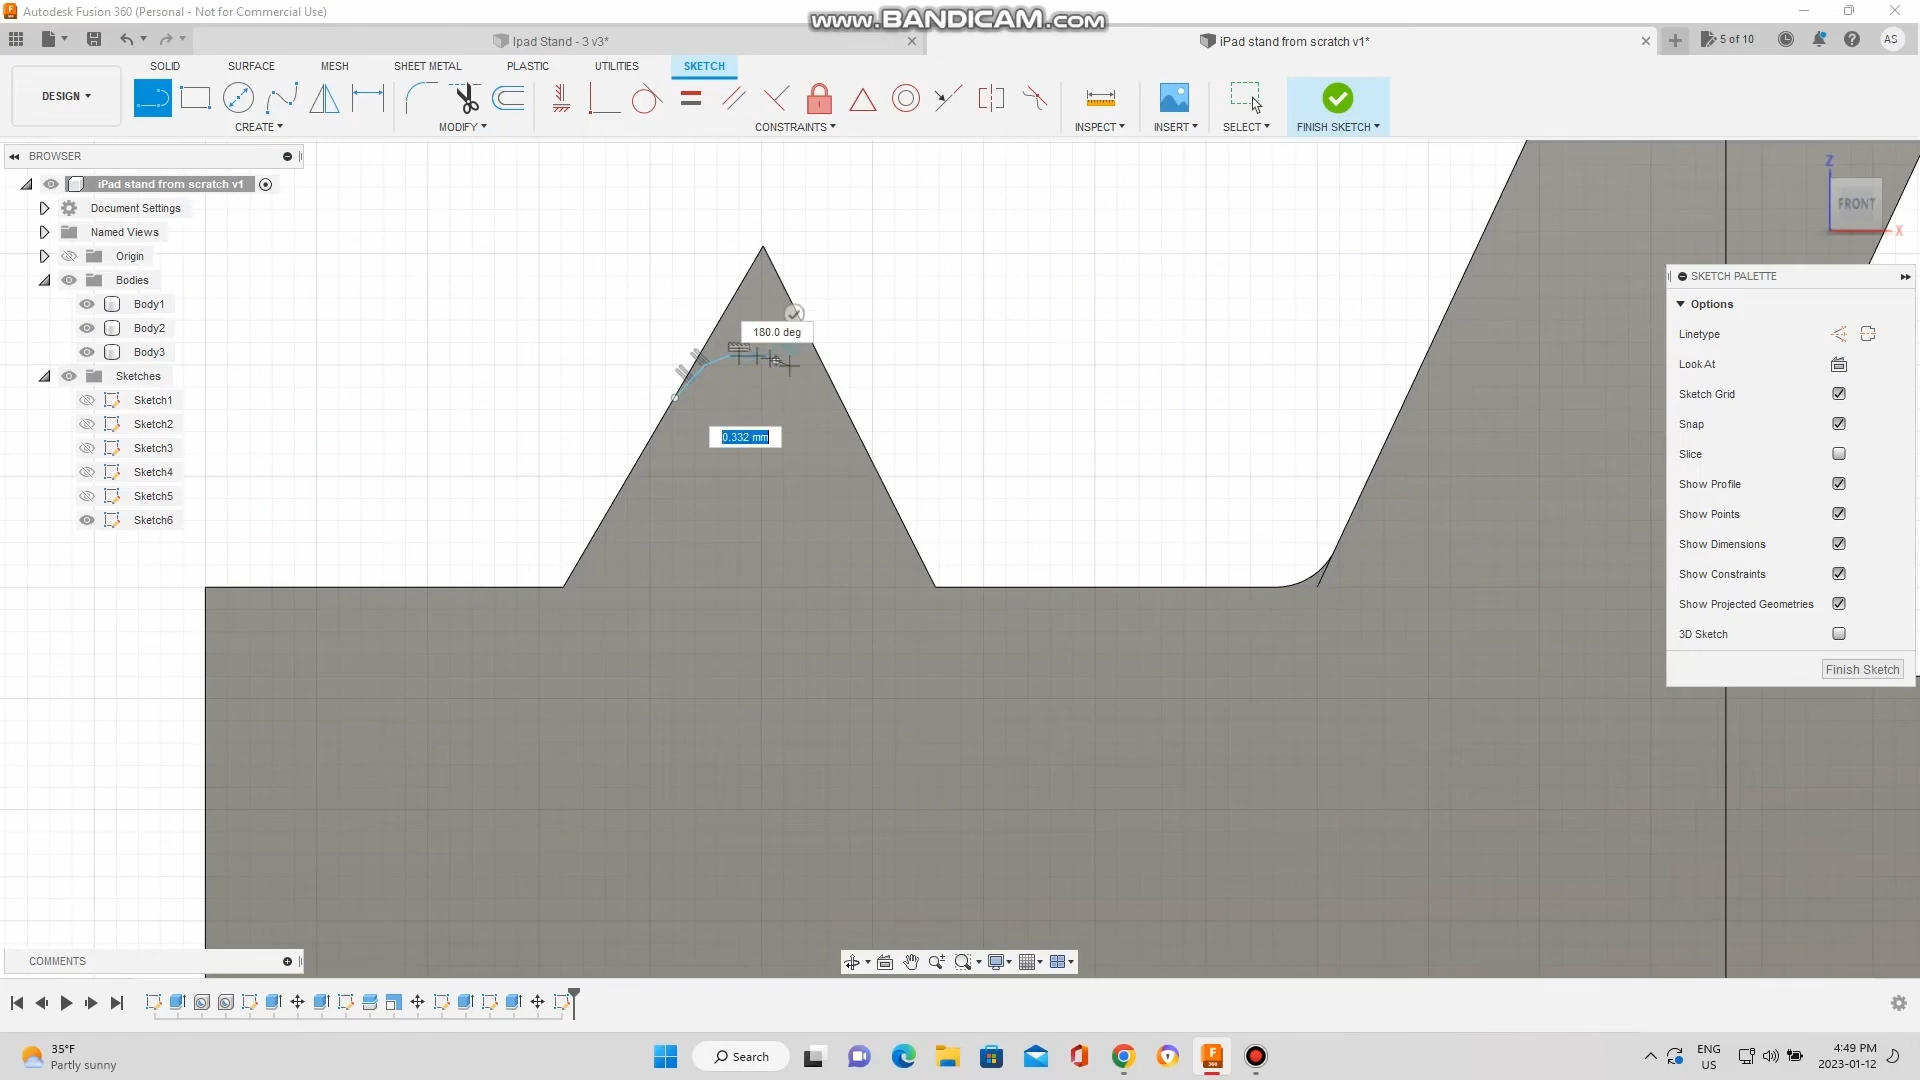 Autodesk Fusion 360 (Personal - Not for Commercial Use)
www.BANDICAM.com
Ipad Stand - 3 v3*
iPad stand from scratch v1*
5 of 10
AS
SOLID
SURFACE
MESH
SHEET METAL
PLASTIC
UTILITIES
SKETCH
DESIGN
CREATE
MODIFY
CONSTRAINTS
INSPECT
INSERT
SELECT
FINISH SKETCH
BROWSER
iPad stand from scratch v1
Document Settings
Named Views
Origin
Bodies
Body1
Body2
Body3
Sketches
Sketch1
Sketch2
Sketch3
Sketch4
Sketch5
Sketch6
180.0 deg
0.332 mm
Z
FRONT
X
SKETCH PALETTE
Options
Linetype
Look At
Sketch Grid
Snap
Slice
Show Profile
Show Points
Show Dimensions
Show Constraints
Show Projected Geometries
3D Sketch
Finish Sketch
COMMENTS
35°F
Partly sunny
Search
ENG
US
4:49 PM
2023-01-12